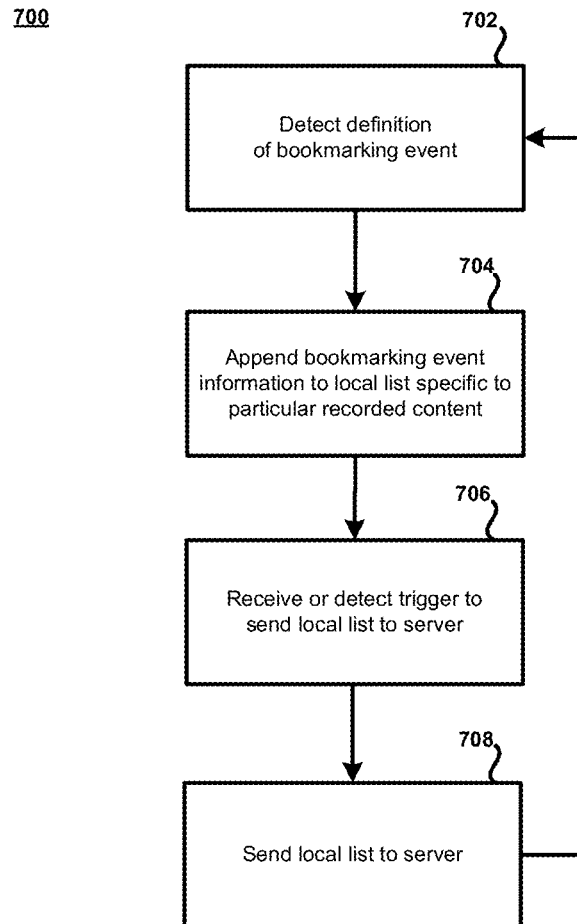 700
702
Detect definition
of bookmarking event
704
Append bookmarking event
information to local list specific to
particular recorded content
706
Receive or detect trigger to
send local list to server
708
Send local list to server